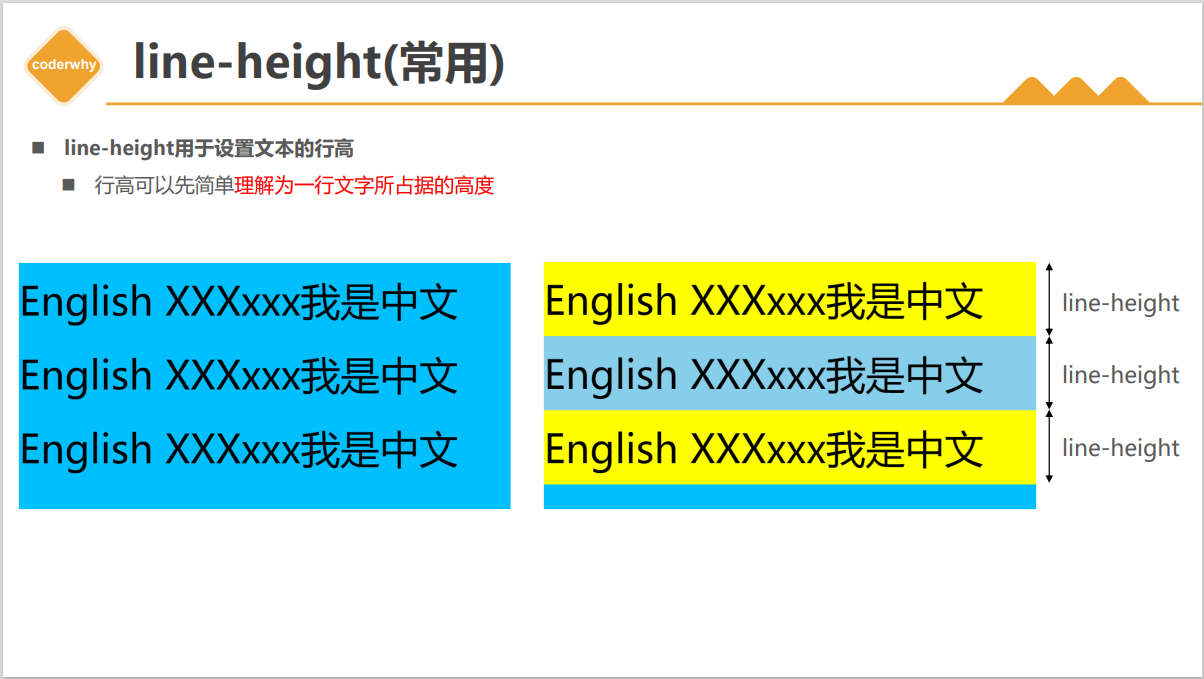 coderwhy
line-height(常用)
line-height用于设置文本的行高
行高可以先简单理解为一行文字所占据的高度
English XXXxxx我是中文
English XXXxxx我是中文
English XXXxxx我是中文
English XXXxxx我是中文
English XXXxxx我是中文
English XXXxxx我是中文
line-height
line-height
line-height